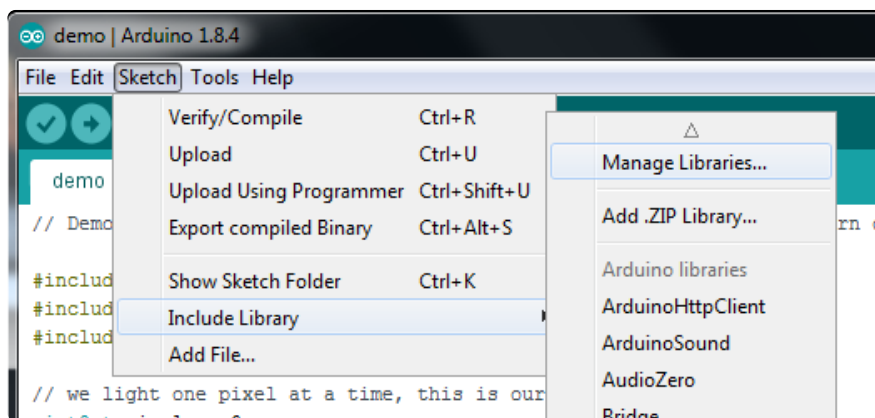 demo | Arduino 1.8.4
File Edit Sketch Tools Help
Verify/Compile Ctrl+R
Upload Ctrl+U
Upload Using Programmer Ctrl+Shift+U
Export compiled Binary Ctrl+Alt+S
Show Sketch Folder Ctrl+K
Include Library
Add File...
Manage Libraries...
Add .ZIP Library...
Arduino libraries
ArduinoHttpClient
ArduinoSound
AudioZero
Bridge
demo
// Demo
#includ
#includ
#includ
// we light one pixel at a time, this is our